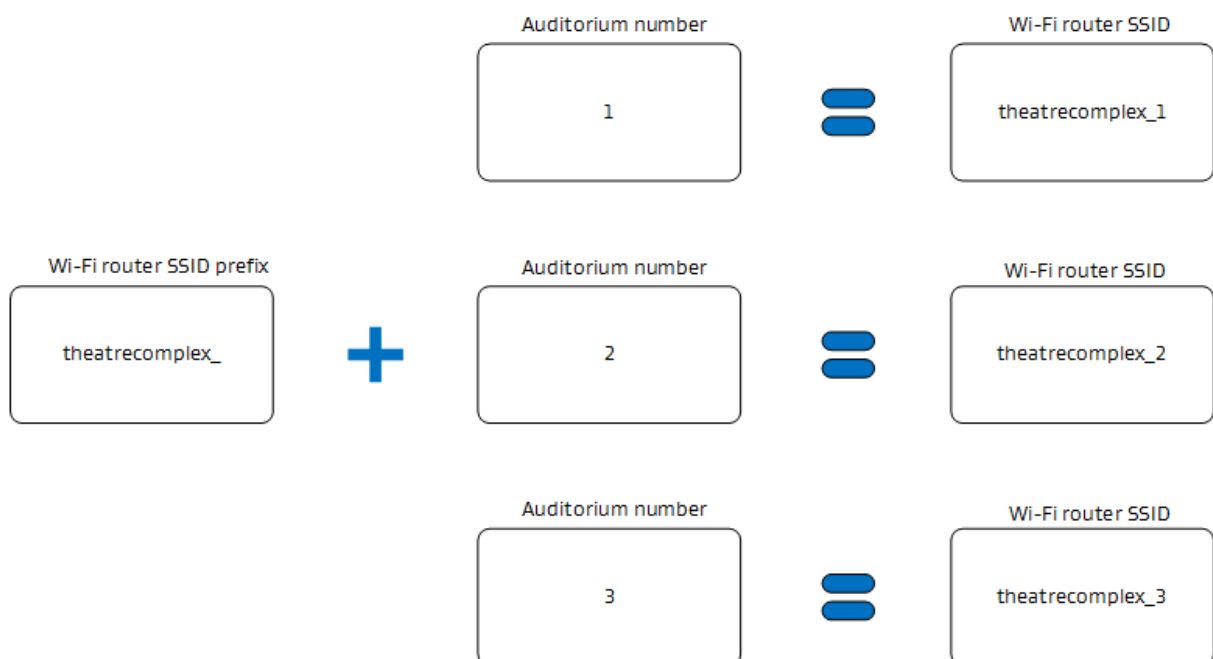 Auditorium number
Wi-Fi router SSID
1
theatrecomplex_1
Wi-Fi router SSID prefix
Auditorium number
Wi-Fi router SSID
theatrecomplex_
2
theatrecomplex_2
Auditorium number
Wi-Fi router SSID
3
theatrecomplex_3